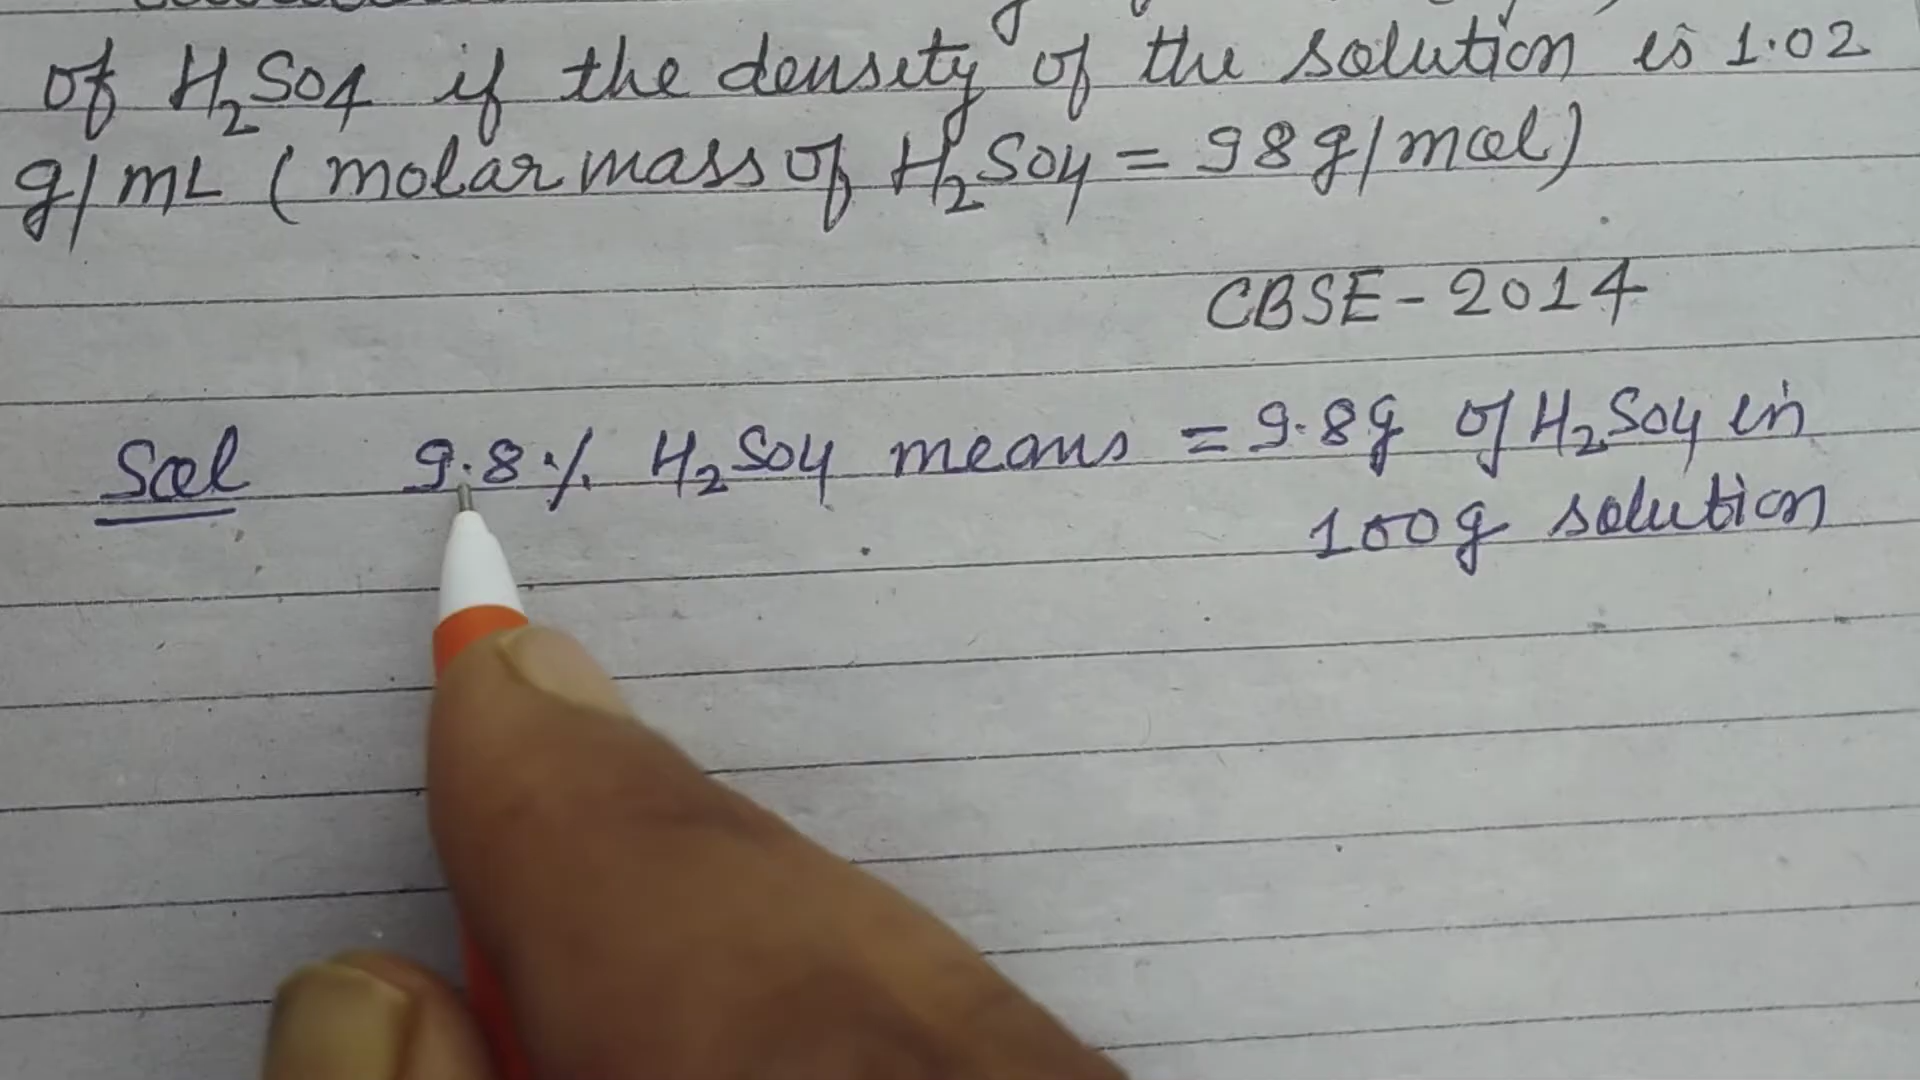 of H₂SO4 if the density of the solution is 1.02
g/mL (molar mass of H₂SO4 = 98g/mol)
CBSE-2014
Sol 9.8% H₂SO4 means = 9.8g of H₂SO4 in
100g solution